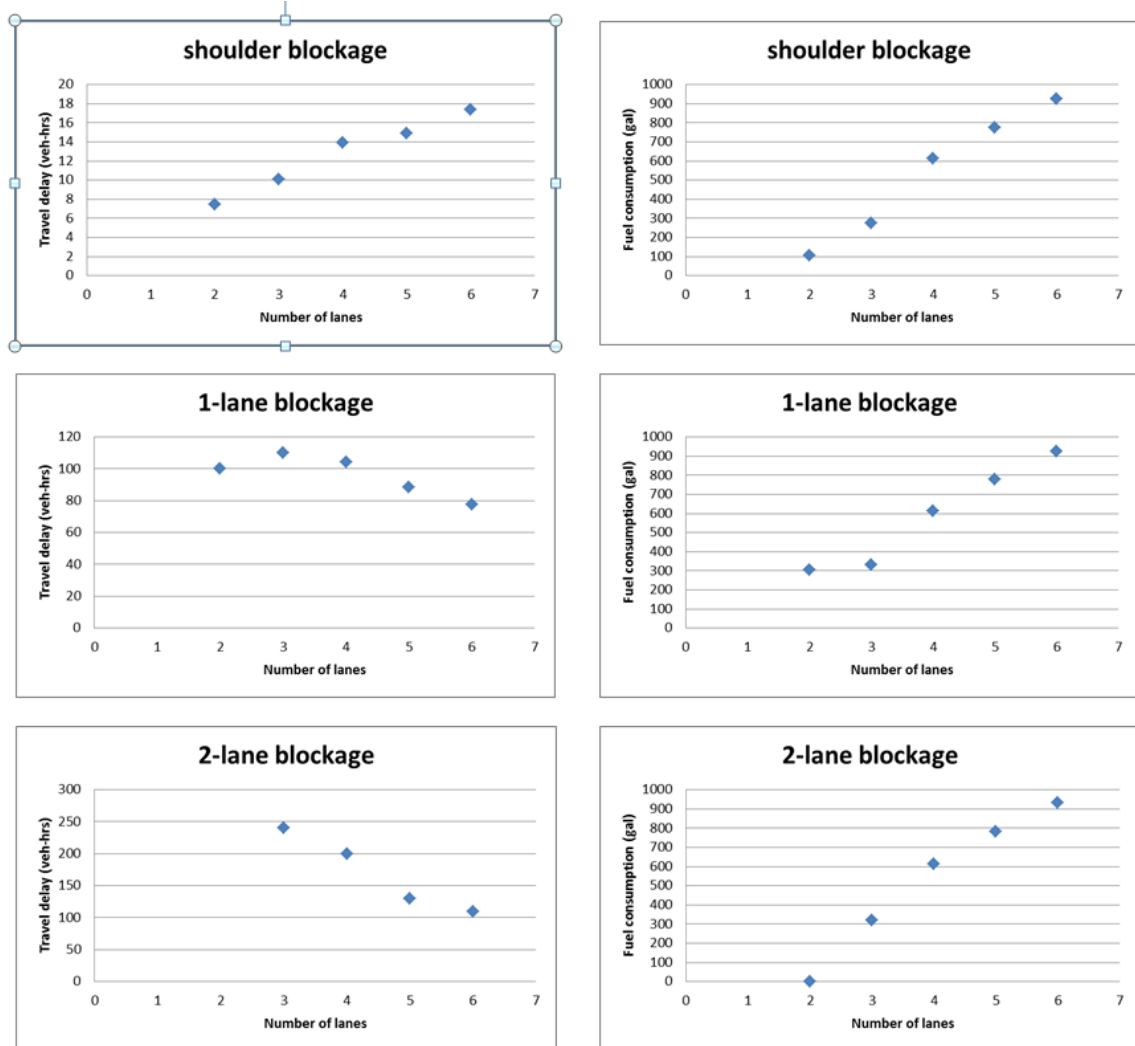 shoulder blockage
Travel delay (veh-hrs)
20
18
16
14
12
10
8
6
4
2
0
0 1 2 3 4 5 6 7
Number of lanes
shoulder blockage
Fuel consumption (gal)
1000
900
800
700
600
500
400
300
200
100
0
0 1 2 3 4 5 6 7
Number of lanes
1-lane blockage
Travel delay (veh-hrs)
120
100
80
60
40
20
0
0 1 2 3 4 5 6 7
Number of lanes
1-lane blockage
Fuel consumption (gal)
1000
900
800
700
600
500
400
300
200
100
0
0 1 2 3 4 5 6 7
Number of lanes
2-lane blockage
Travel delay (veh-hrs)
300
250
200
150
100
50
0
0 1 2 3 4 5 6 7
Number of lanes
2-lane blockage
Fuel consumption (gal)
1000
900
800
700
600
500
400
300
200
100
0
0 1 2 3 4 5 6 7
Number of lanes